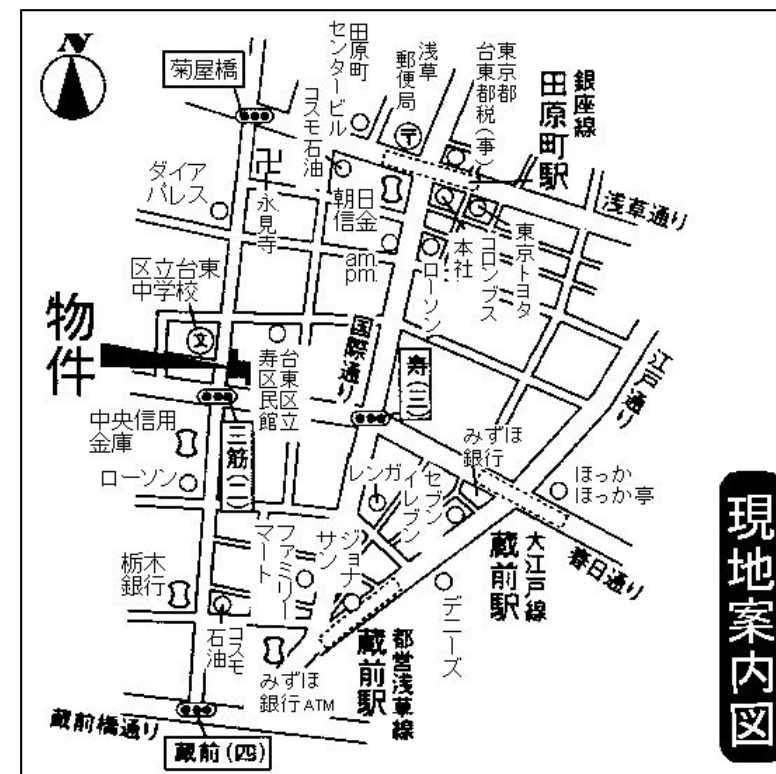 N
菊屋橋
田原町
センタービル
コスモ石油
浅草
郵便局
〒
東京都
台東都税(事)
銀座線
田原町駅
浅草通り
ダイア
パレス
卍
永見寺
朝日
信金
am.
pm.
ローソン
本社
コロンブス
東京トヨタ
区立台東
中学校
文
物件
台東区立
寿区民館
国際通り
寿(三)
江戸通り
中央信用
金庫
ローソン
三筋(二)
みずほ
銀行
レンガ
セブン
イレブン
ほっか
ほっか亭
大江戸線
蔵前駅
春日通り
栃木
銀行
ファミリー
マート
ジョナ
サン
デニーズ
コスモ
石油
みずほ
銀行 ATM
都営浅草線
蔵前駅
蔵前橋通り
蔵前(四)
現地案内図